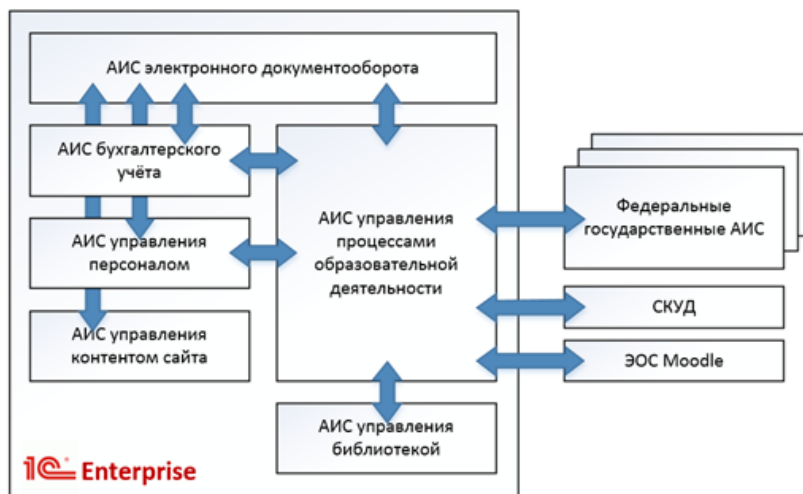 АИС электронного документооборота
АИС бухгалтерского
учёта
АИС управления
персоналом
АИС управления
контентом сайта
АИС управления
процессами
образовательной
деятельности
АИС управления
библиотекой
Федеральные
государственные АИС
СКУД
ЭОС Moodle
1С Enterprise